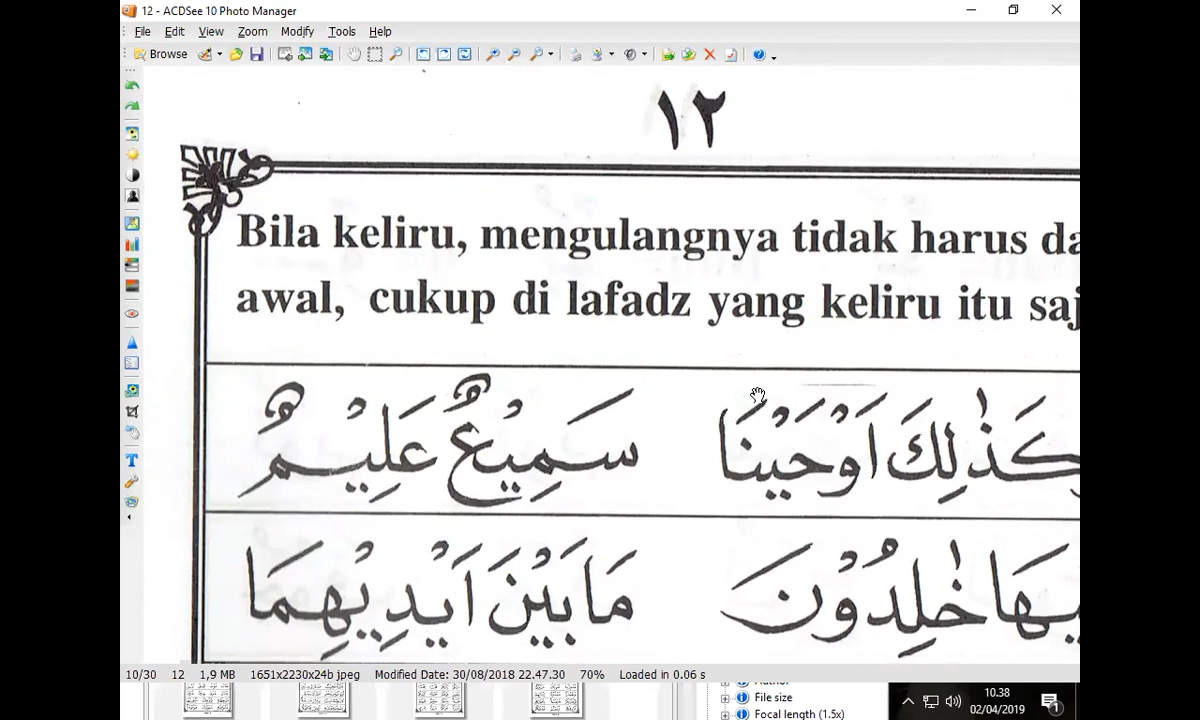 12 - ACDSee 10 Photo Manager
File Edit View Zoom Modify Tools Help
Browse
١٢
Bila keliru, mengulangnya tidak harus da
awal, cukup di lafadz yang keliru itu saj
كَذٰلِكَ اَوْحَيْنَا سَمِيْعٌ عَلِيْمٌ
يْهَا خٰلِدُوْنَ مَا بَيْنَ اَيْدِيْهِمَا
10/30 12 1,9 MB 1651x2230x24b jpeg Modified Date: 30/08/2018 22.47.30 70% Loaded in 0.06 s
File size
Focal length (1.5x)
10.38
02/04/2019
1